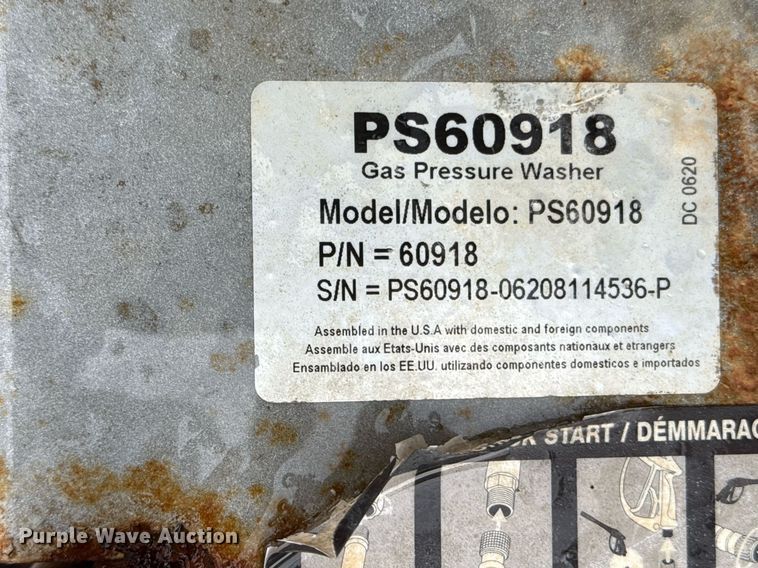 PS60918
Gas Pressure Washer
Model/Modelo: PS60918
P/N = 60918
S/N = PS60918-06208114536-P
DC 0620
Assembled in the U.S.A with domestic and foreign components
Assemble aux Etats-Unis avec des composants nationaux et etrangers
Ensamblado en los EE.UU. utilizando componentes domesticos e importados
START / DÉMMARAG
Purple Wave Auction